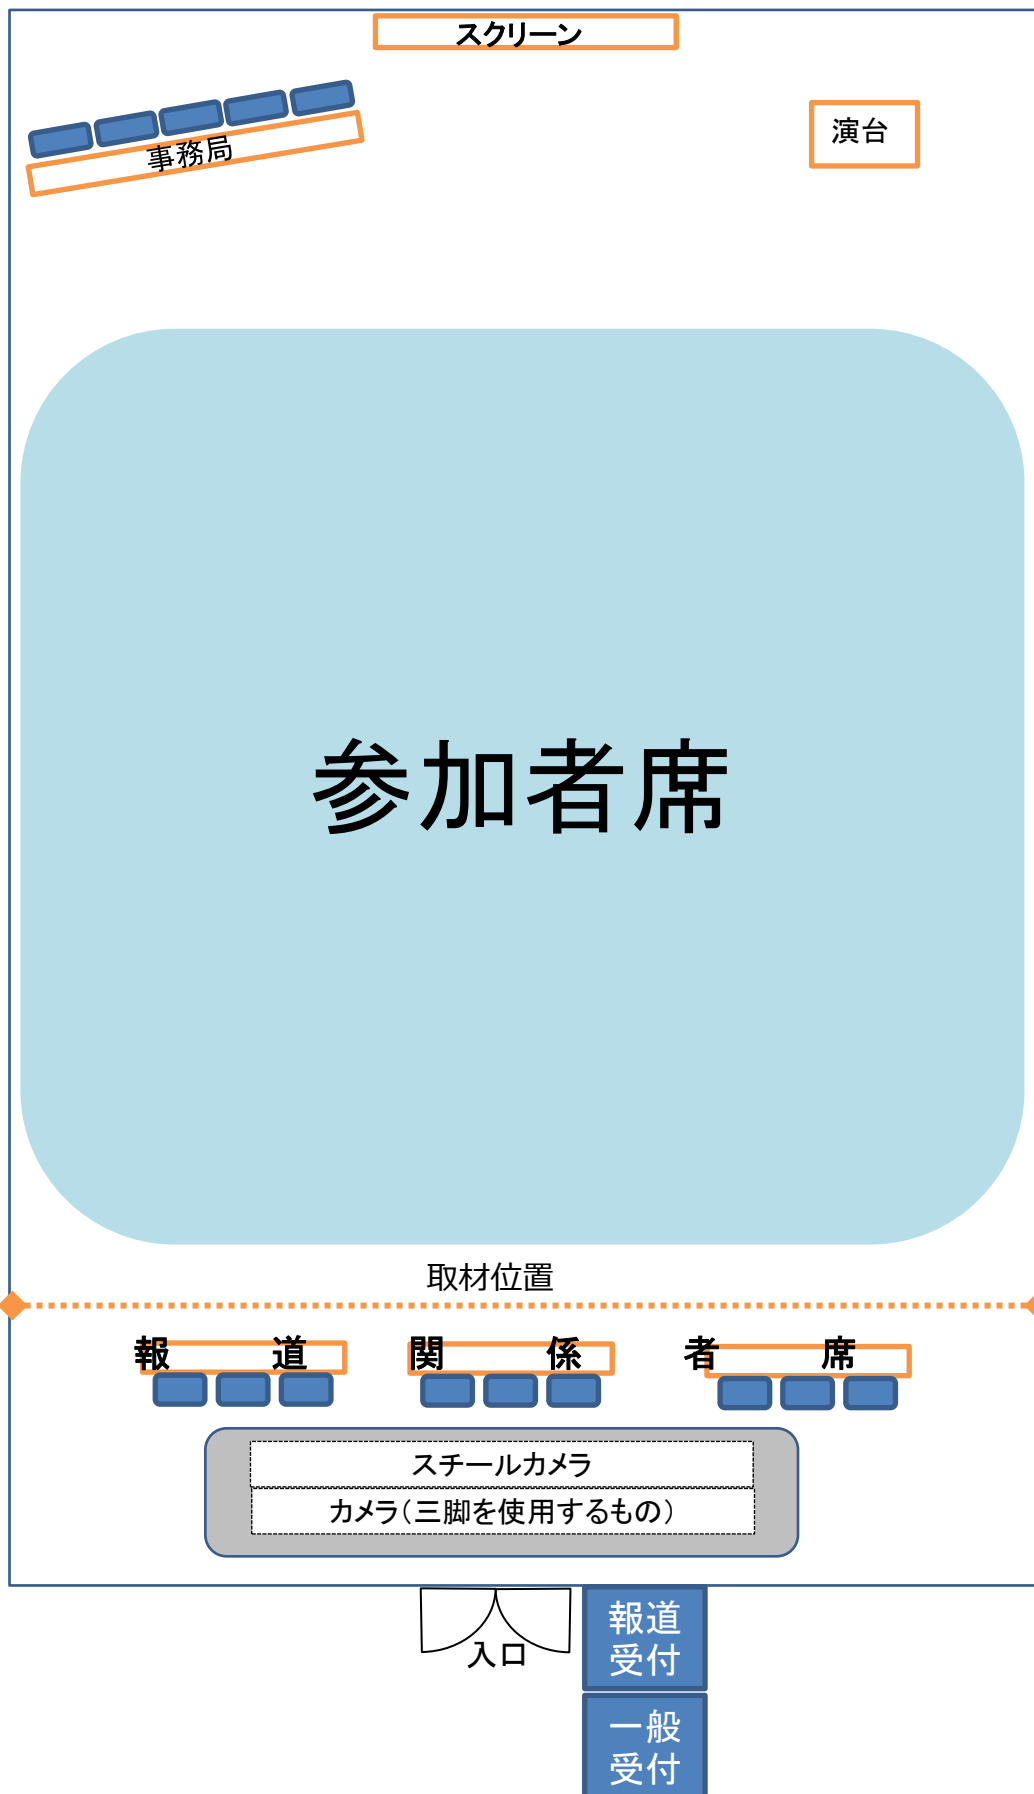 スクリーン
事務局
演台
参加者席
取材位置
報道関係者席
スチールカメラ
カメラ（三脚を使用するもの）
入口
報道
受付
一般
受付